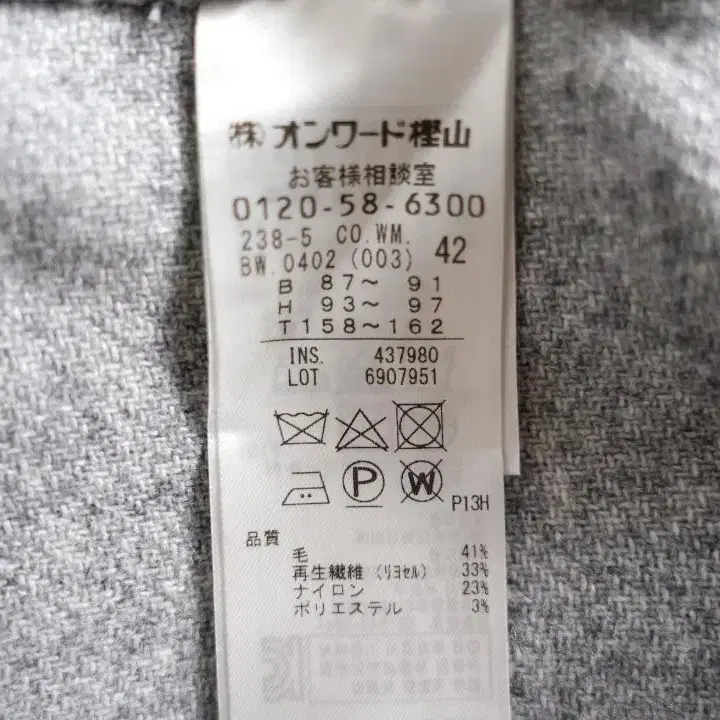 (株)オンワード樫山
お客様相談室
0120-58-6300
238-5 CO.WM.
BW.0402 (003) 42
B 87〜 91
H 93〜 97
T158〜162
INS. 437980
LOT 6907951
P W P13H
品質
毛 41%
再生繊維 (リヨセル) 33%
ナイロン 23%
ポリエステル 3%